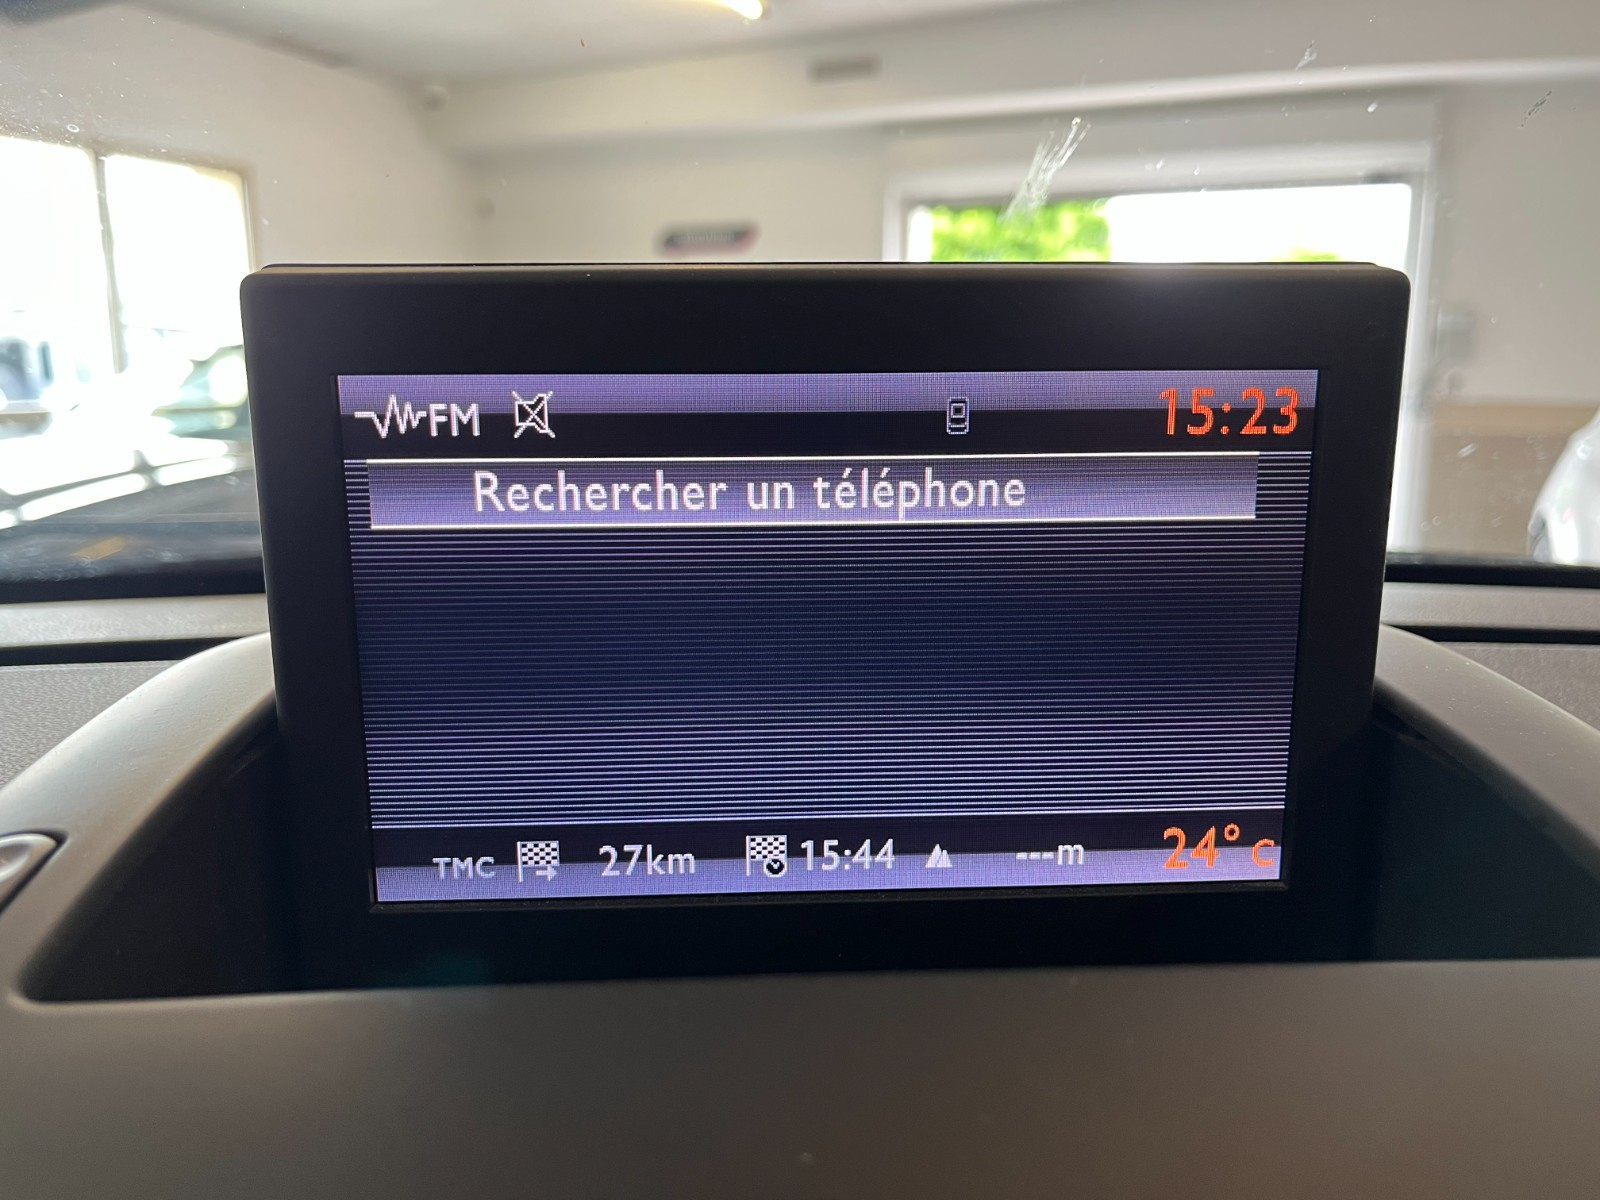 FM 15:23
Rechercher un téléphone
TMC 27km 15:44 ---m 24° C